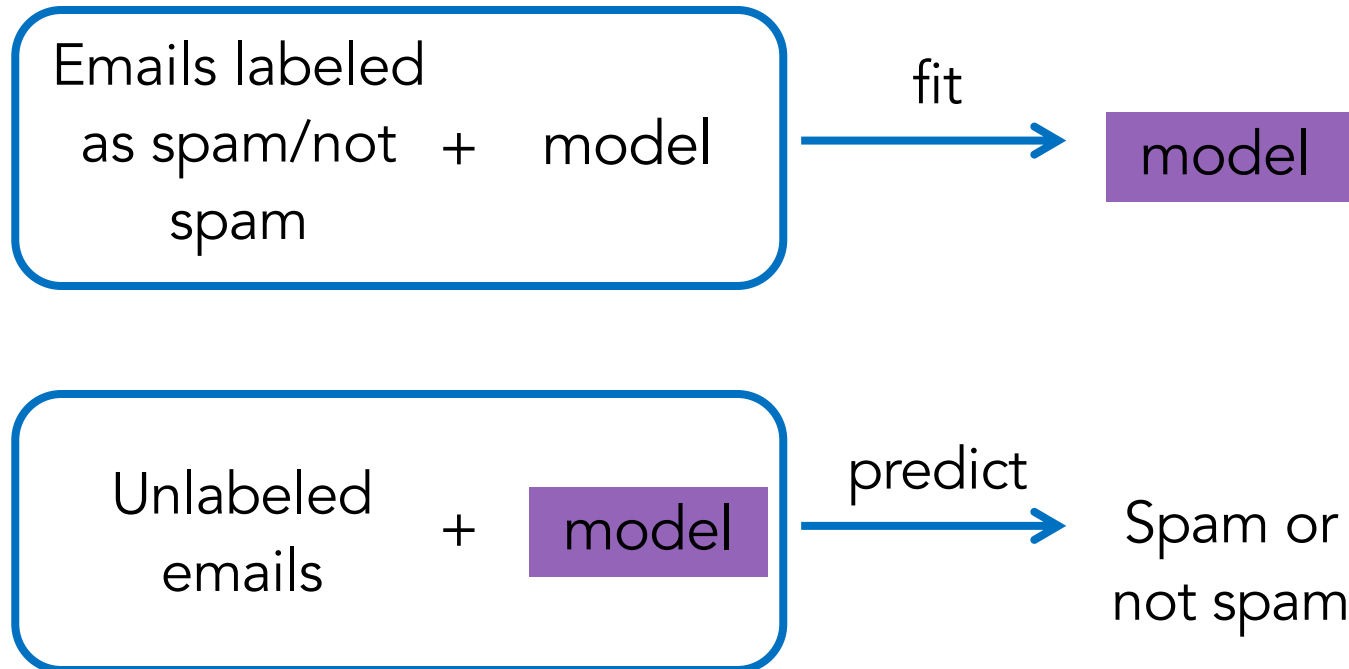 Emails labeled
as spam/not + model
spam
fit
model
Unlabeled
emails
+ model
predict
Spam or
not spam